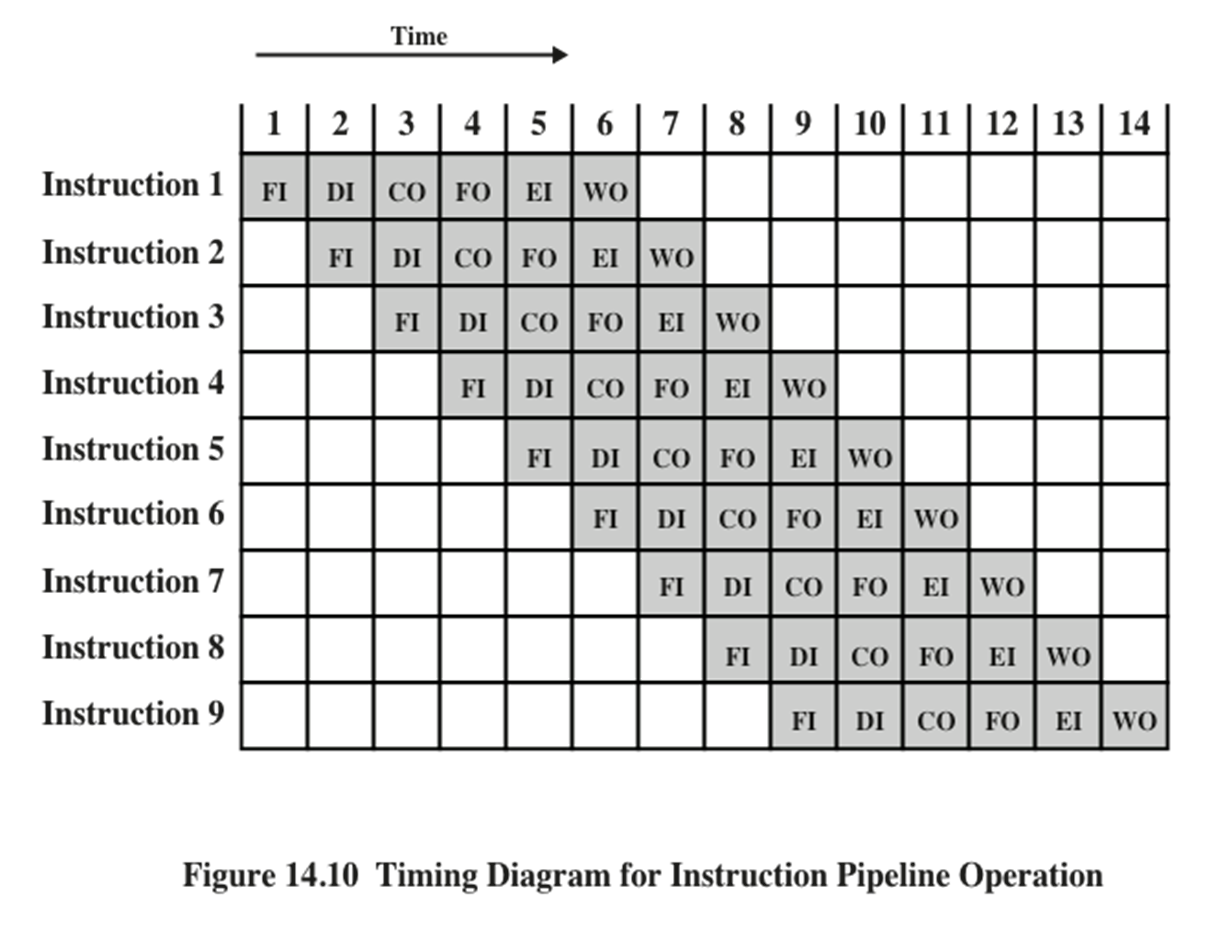 Time
1 2 3 4 5 6 7 8 9 10 11 12 13 14
Instruction 1 FI DI CO FO EI WO
Instruction 2 FI DI CO FO EI WO
Instruction 3 FI DI CO FO EI WO
Instruction 4 FI DI CO FO EI WO
Instruction 5 FI DI CO FO EI WO
Instruction 6 FI DI CO FO EI WO
Instruction 7 FI DI CO FO EI WO
Instruction 8 FI DI CO FO EI WO
Instruction 9 FI DI CO FO EI WO
Figure 14.10 Timing Diagram for Instruction Pipeline Operation